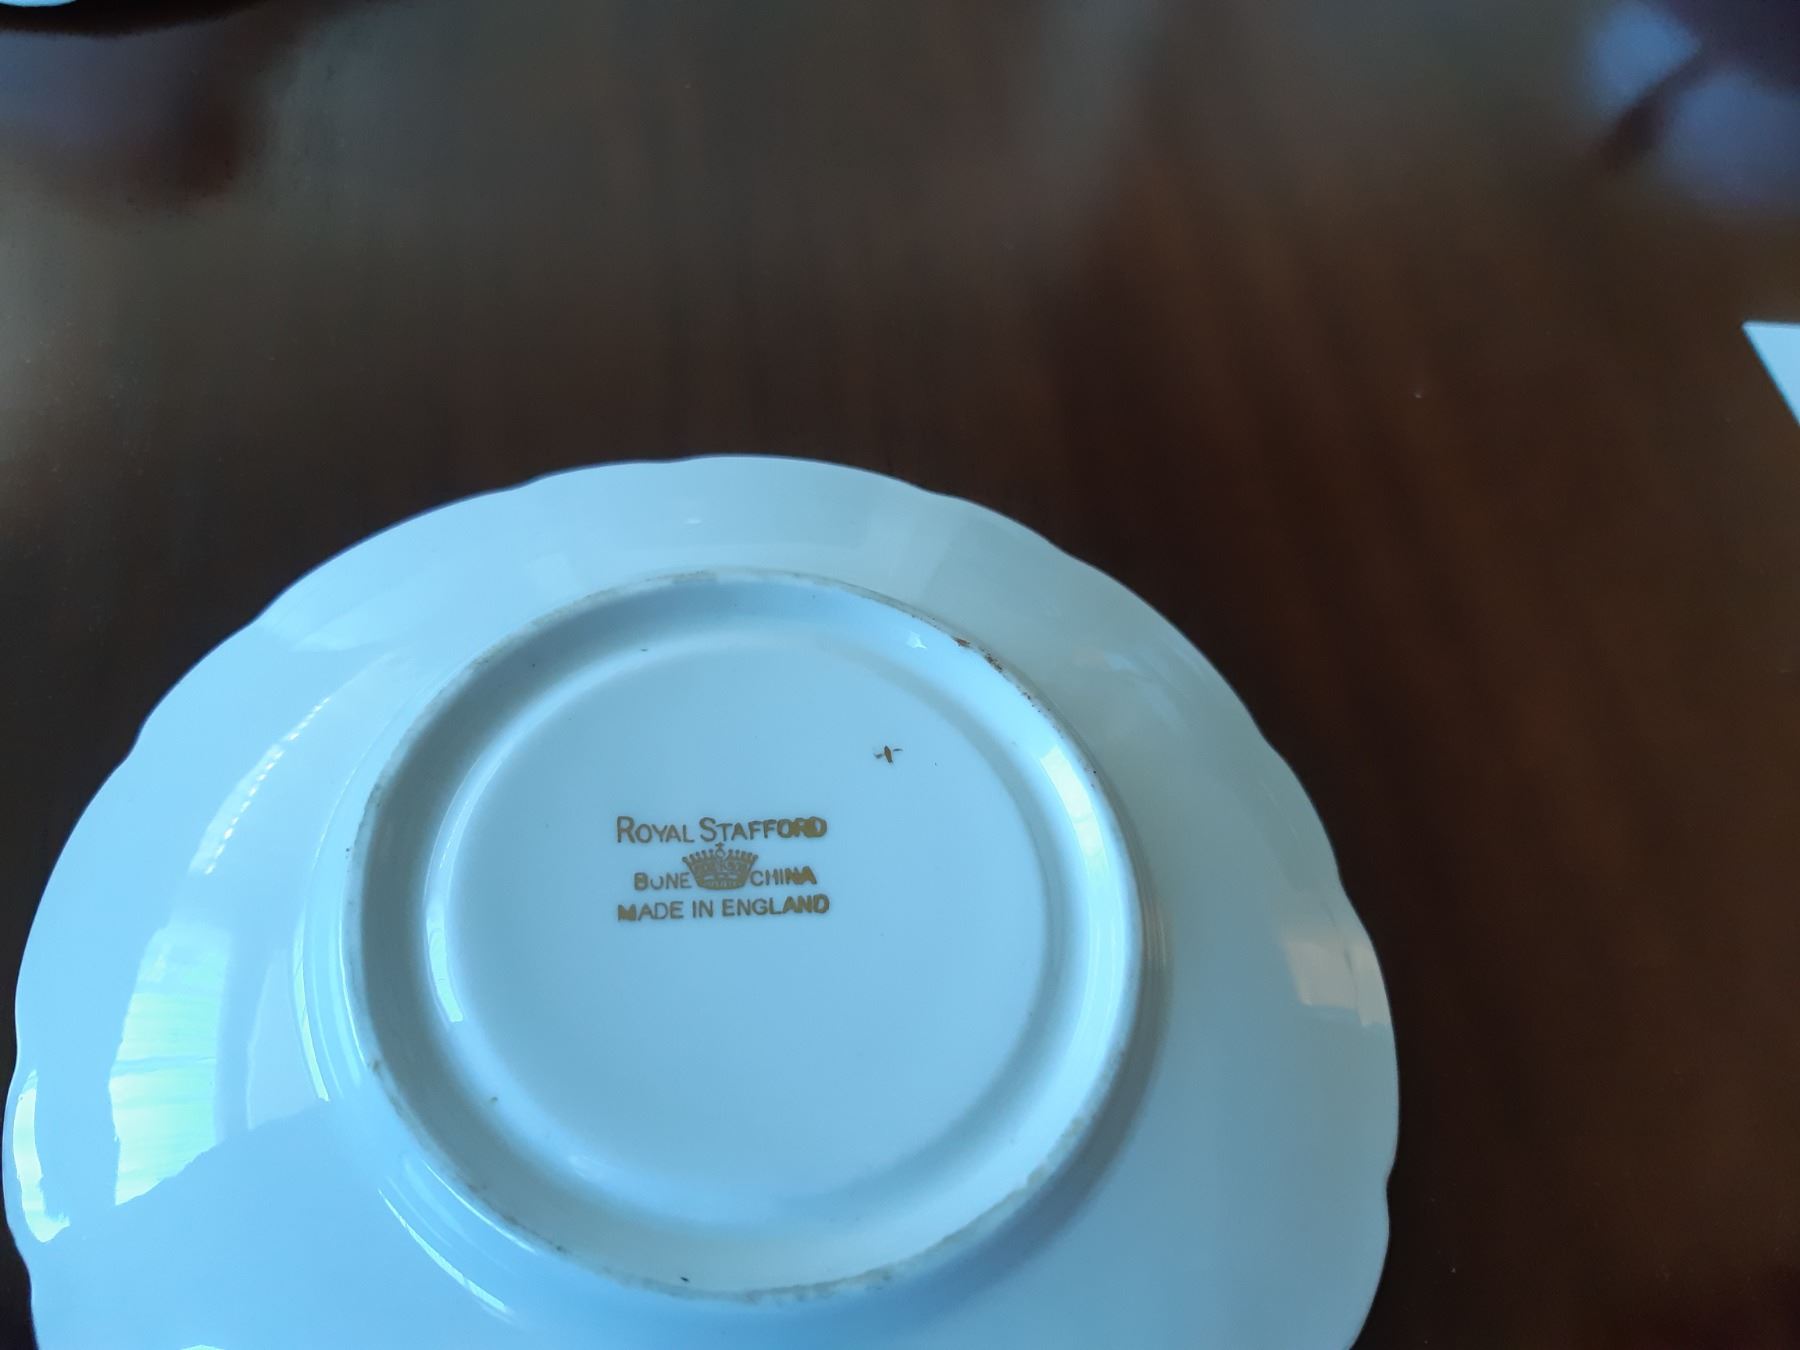 ROYAL STAFFORD
BONE CHINA
MADE IN ENGLAND